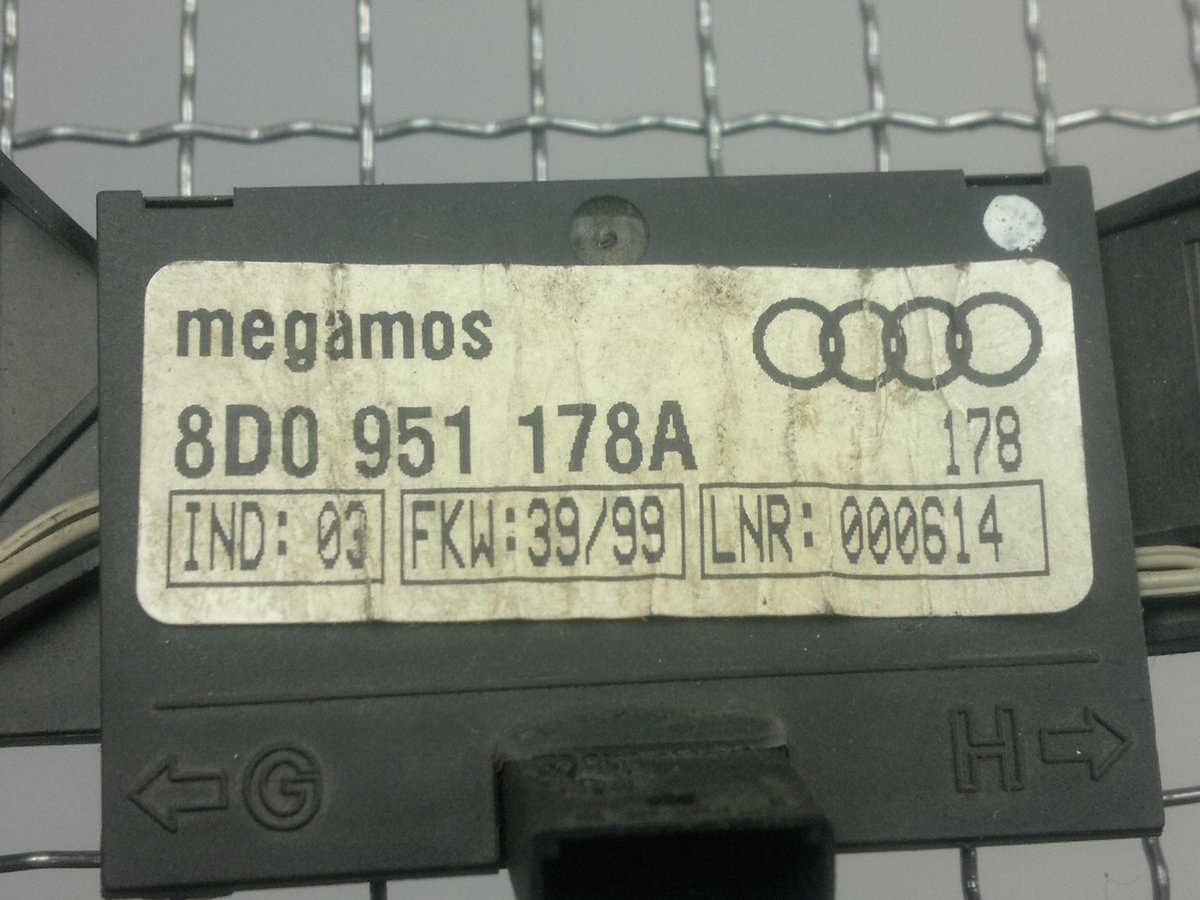 megamos
8D0 951 178A
178
IND: 03 FKW:39/99 LNR: 000614
G H